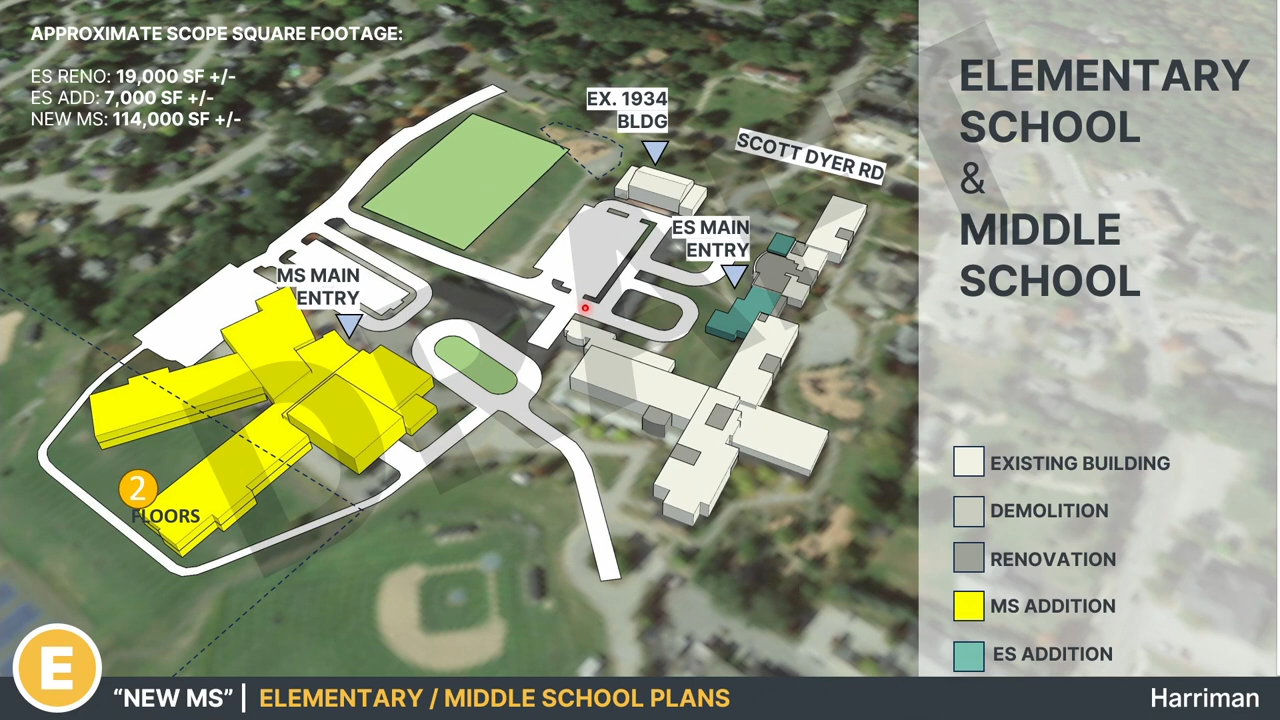 APPROXIMATE SCOPE SQUARE FOOTAGE:
ES RENO: 19,000 SF +/-
ES ADD: 7,000 SF +/-
NEW MS: 114,000 SF +/-
EX. 1934
BLDG
SCOTT DYER RD
ES MAIN
ENTRY
MS MAIN
ENTRY
2
FLOORS
DRAFT
ELEMENTARY
SCHOOL
&
MIDDLE
SCHOOL
EXISTING BUILDING
DEMOLITION
RENOVATION
MS ADDITION
ES ADDITION
E
“NEW MS” | ELEMENTARY / MIDDLE SCHOOL PLANS
Harriman